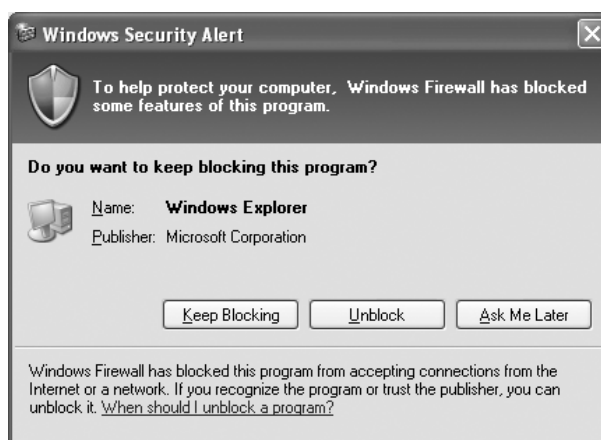 Windows Security Alert
To help protect your computer, Windows Firewall has blocked
some features of this program.
Do you want to keep blocking this program?
Name: Windows Explorer
Publisher: Microsoft Corporation
Keep Blocking Unblock Ask Me Later
Windows Firewall has blocked this program from accepting connections from the
Internet or a network. If you recognize the program or trust the publisher, you can
unblock it. When should I unblock a program?